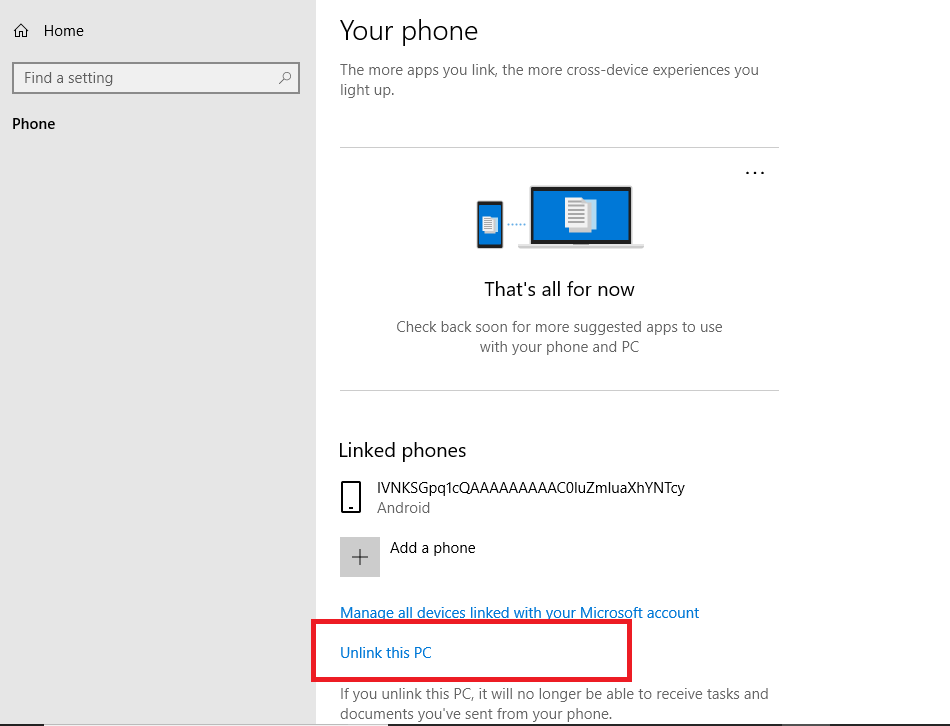 Home
Find a setting
Phone
Your phone
The more apps you link, the more cross-device experiences you
light up.
...
That's all for now
Check back soon for more suggested apps to use
with your phone and PC
Linked phones
IVNKSGpq1cQAAAAAAAAAC0IuZmluaXhYNTcy
Android
Add a phone
Manage all devices linked with your Microsoft account
Unlink this PC
If you unlink this PC, it will no longer be able to receive tasks and
documents you've sent from your phone.